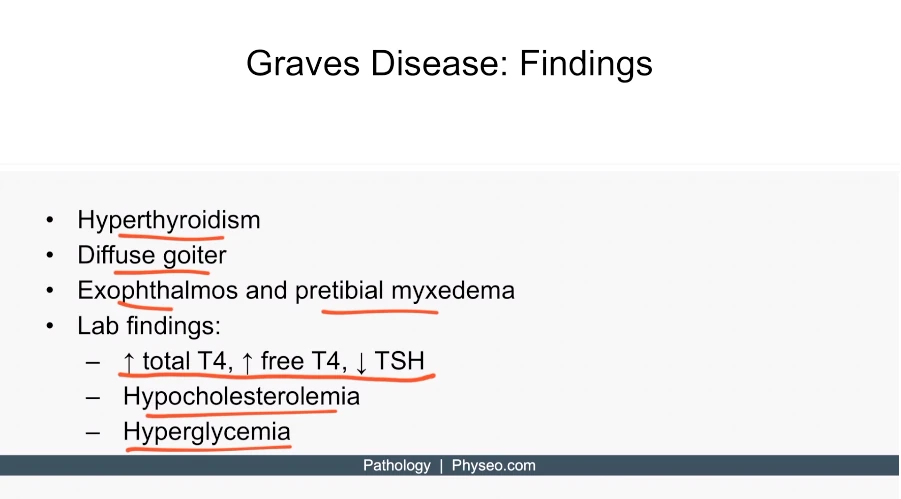 Graves Disease: Findings
• Hyperthyroidism
• Diffuse goiter
• Exophthalmos and pretibial myxedema
• Lab findings:
– ↑ total T4, ↑ free T4, ↓ TSH
– Hypocholesterolemia
– Hyperglycemia
Pathology | Physeo.com